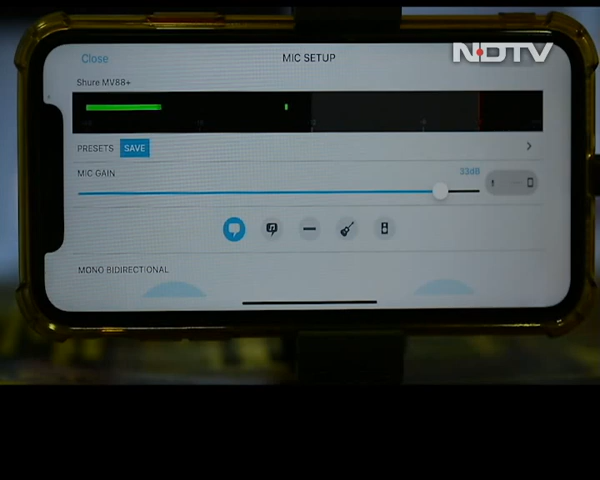 Close
MIC SETUP
NDTV
Shure MV88+
PRESETS SAVE
MIC GAIN
33dB
MONO BIDIRECTIONAL